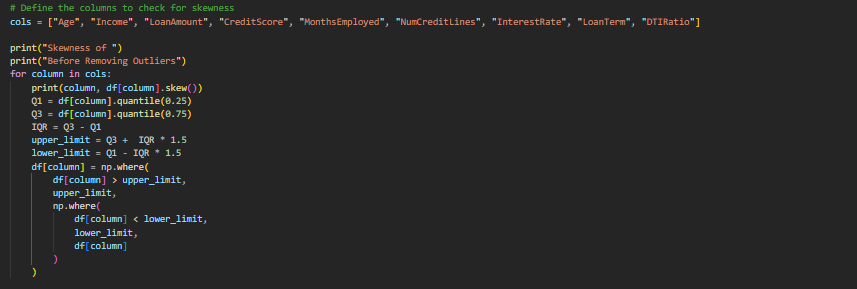 # Define the columns to check for skewness
cols = ["Age", "Income", "LoanAmount", "CreditScore", "MonthsEmployed", "NumCreditLines", "InterestRate", "LoanTerm", "DTIRatio"]

print("Skewness of ")
print("Before Removing Outliers")
for column in cols:
    print(column, df[column].skew())
    Q1 = df[column].quantile(0.25)
    Q3 = df[column].quantile(0.75)
    IQR = Q3 - Q1
    upper_limit = Q3 +  IQR * 1.5
    lower_limit = Q1 - IQR * 1.5
    df[column] = np.where(
        df[column] > upper_limit,
        upper_limit,
        np.where(
            df[column] < lower_limit,
            lower_limit,
            df[column]
        )
    )